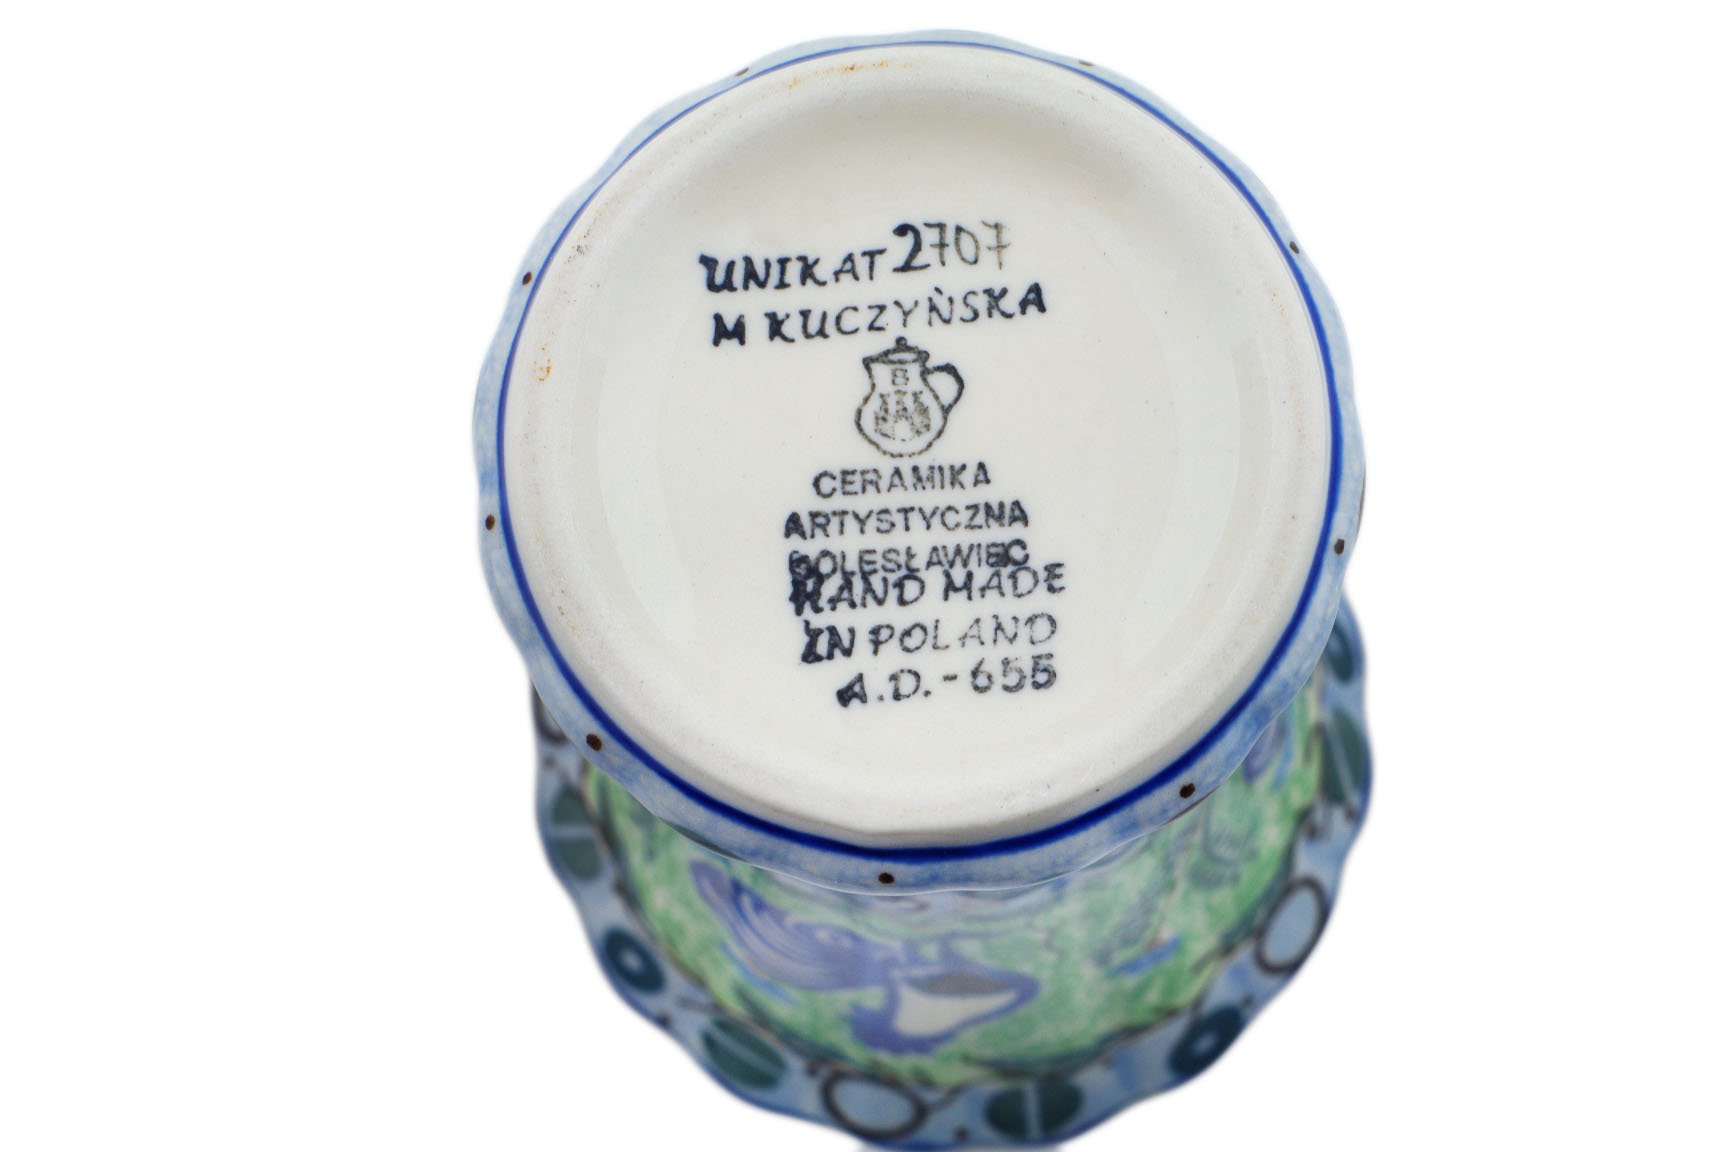 UNIKAT 2707
M KUCZYŃSKA
B
CERAMIKA
ARTYSTYCZNA
BOLESŁAWIEC
HAND MADE
IN POLAND
A.D.-655